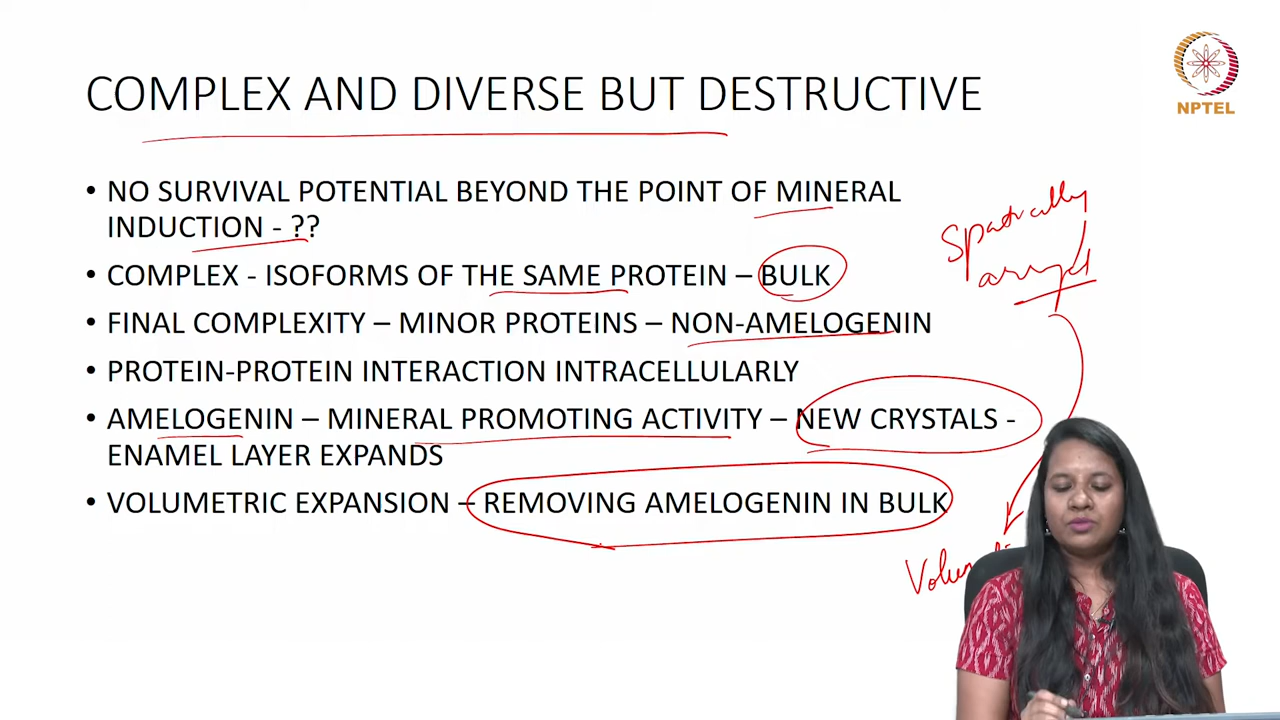 COMPLEX AND DIVERSE BUT DESTRUCTIVE
NPTEL
• NO SURVIVAL POTENTIAL BEYOND THE POINT OF MINERAL
INDUCTION - ??
• COMPLEX - ISOFORMS OF THE SAME PROTEIN – BULK
• FINAL COMPLEXITY – MINOR PROTEINS – NON-AMELOGENIN
• PROTEIN-PROTEIN INTERACTION INTRACELLULARLY
• AMELOGENIN – MINERAL PROMOTING ACTIVITY – NEW CRYSTALS -
ENAMEL LAYER EXPANDS
• VOLUMETRIC EXPANSION – REMOVING AMELOGENIN IN BULK
Spatially